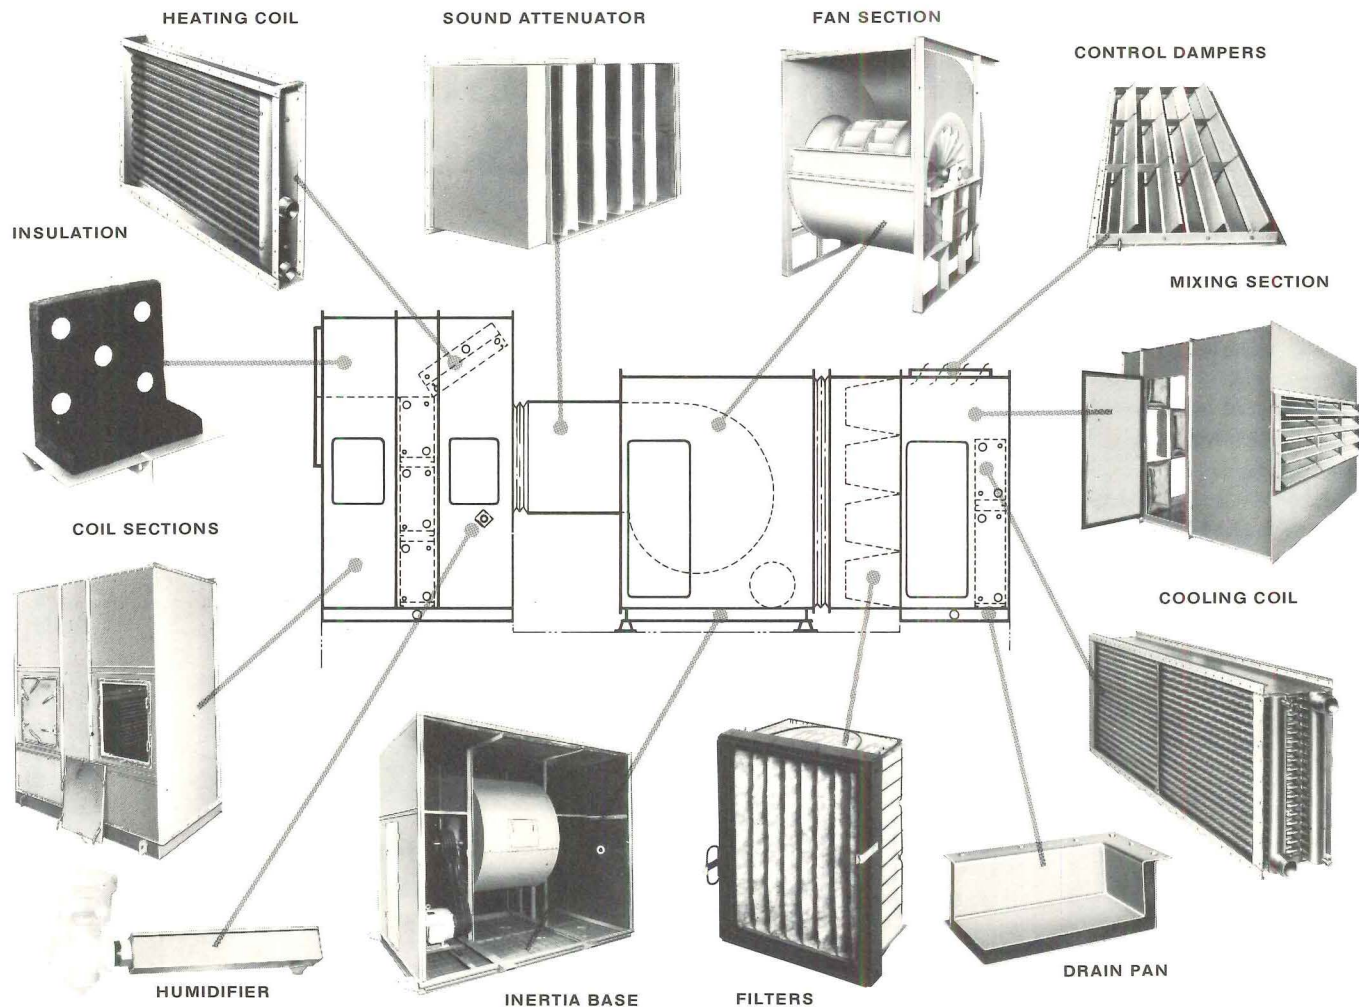 HEATING COIL
SOUND ATTENUATOR
FAN SECTION
CONTROL DAMPERS
INSULATION
MIXING SECTION
COIL SECTIONS
COOLING COIL
HUMIDIFIER
INERTIA BASE
FILTERS
DRAIN PAN